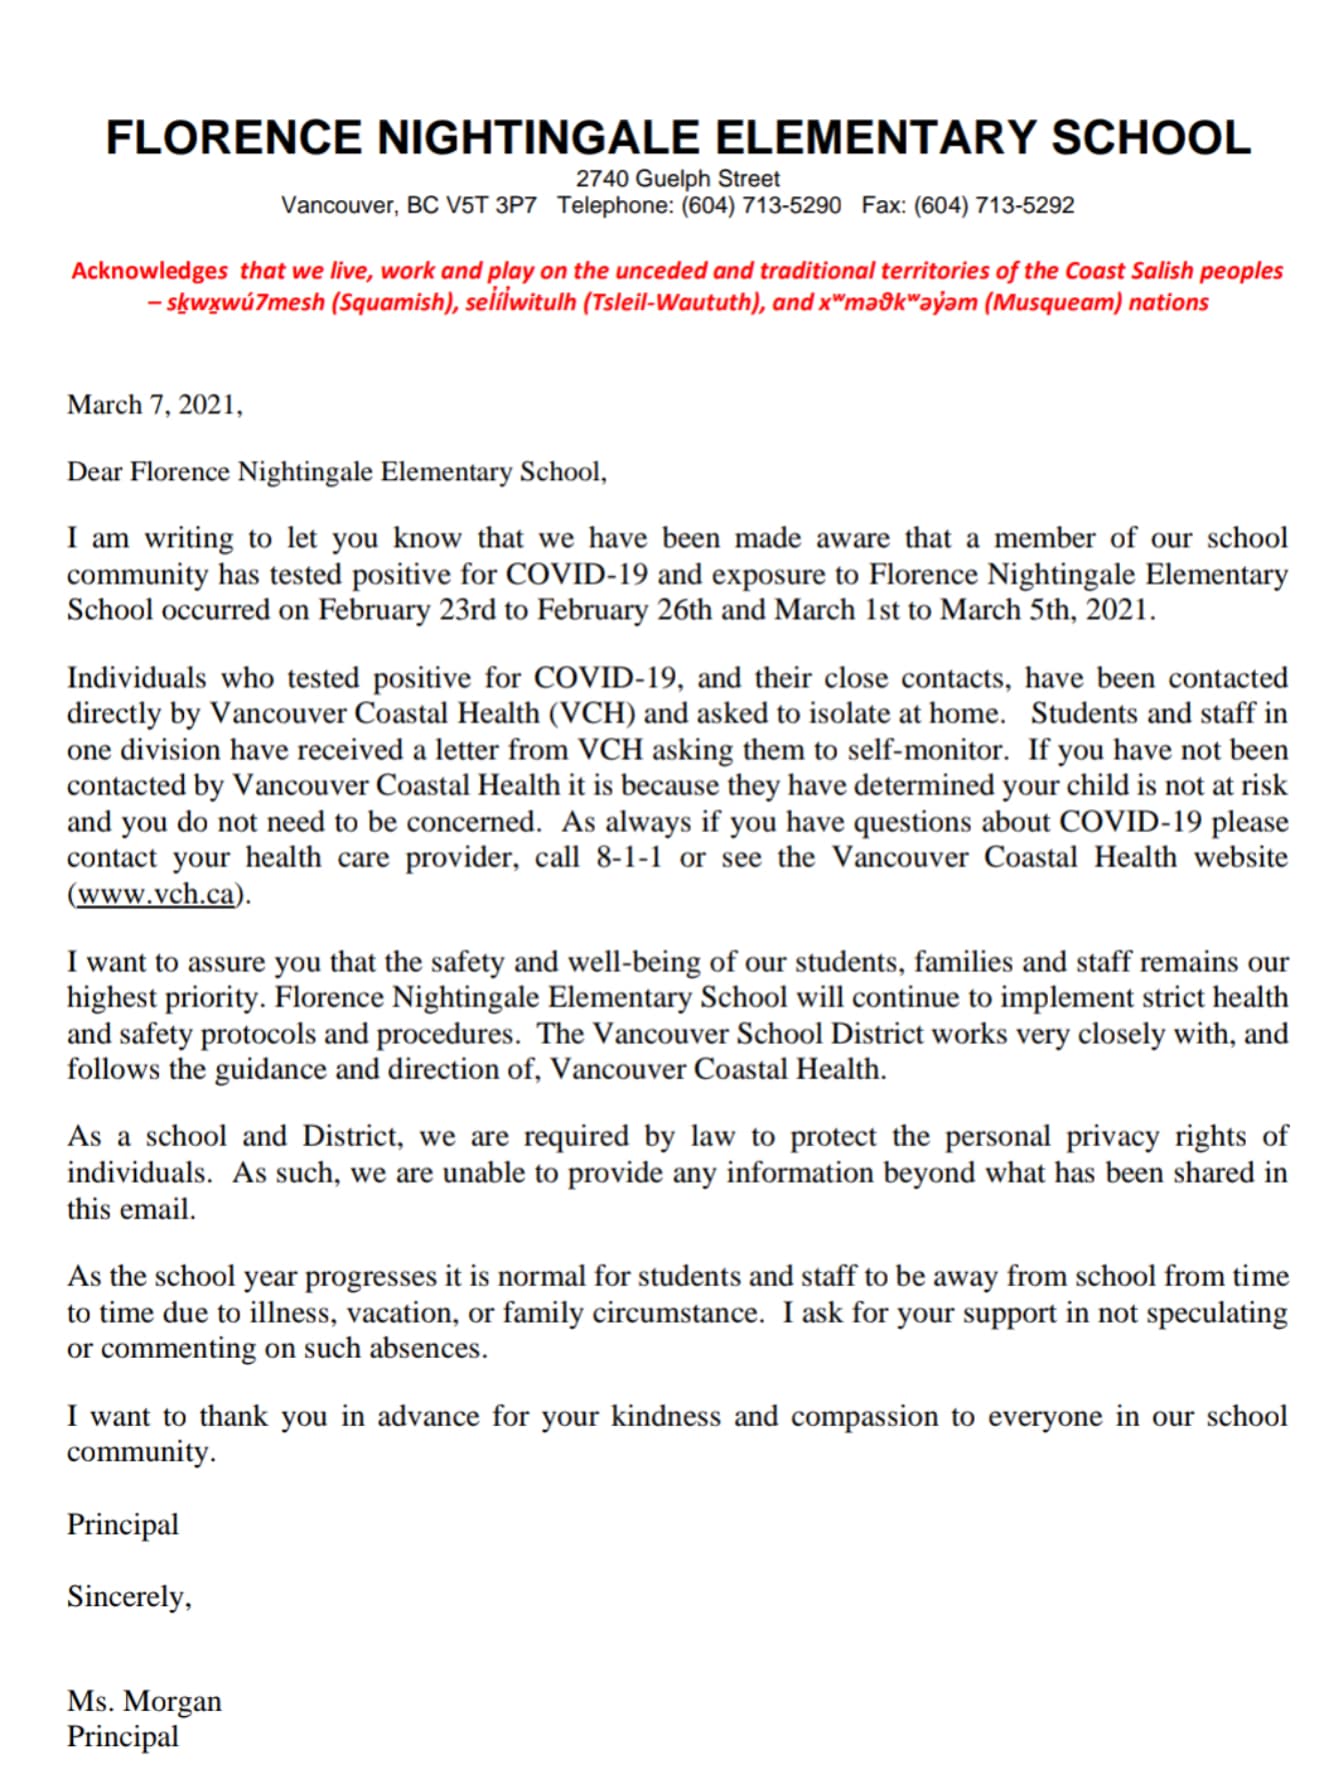 FLORENCE NIGHTINGALE ELEMENTARY SCHOOL
2740 Guelph Street
Vancouver, BC V5T 3P7 Telephone: (604) 713-5290 Fax: (604) 713-5292
Acknowledges that we live, work and play on the unceded and traditional territories of the Coast Salish peoples
– sḵwx̱wú7mesh (Squamish), sel̓íl̓witulh (Tsleil-Waututh), and xʷməθkʷəy̓əm (Musqueam) nations
March 7, 2021,
Dear Florence Nightingale Elementary School,
I am writing to let you know that we have been made aware that a member of our school
community has tested positive for COVID-19 and exposure to Florence Nightingale Elementary
School occurred on February 23rd to February 26th and March 1st to March 5th, 2021.
Individuals who tested positive for COVID-19, and their close contacts, have been contacted
directly by Vancouver Coastal Health (VCH) and asked to isolate at home. Students and staff in
one division have received a letter from VCH asking them to self-monitor. If you have not been
contacted by Vancouver Coastal Health it is because they have determined your child is not at risk
and you do not need to be concerned. As always if you have questions about COVID-19 please
contact your health care provider, call 8-1-1 or see the Vancouver Coastal Health website
(www.vch.ca).
I want to assure you that the safety and well-being of our students, families and staff remains our
highest priority. Florence Nightingale Elementary School will continue to implement strict health
and safety protocols and procedures. The Vancouver School District works very closely with, and
follows the guidance and direction of, Vancouver Coastal Health.
As a school and District, we are required by law to protect the personal privacy rights of
individuals. As such, we are unable to provide any information beyond what has been shared in
this email.
As the school year progresses it is normal for students and staff to be away from school from time
to time due to illness, vacation, or family circumstance. I ask for your support in not speculating
or commenting on such absences.
I want to thank you in advance for your kindness and compassion to everyone in our school
community.
Principal
Sincerely,
Ms. Morgan
Principal